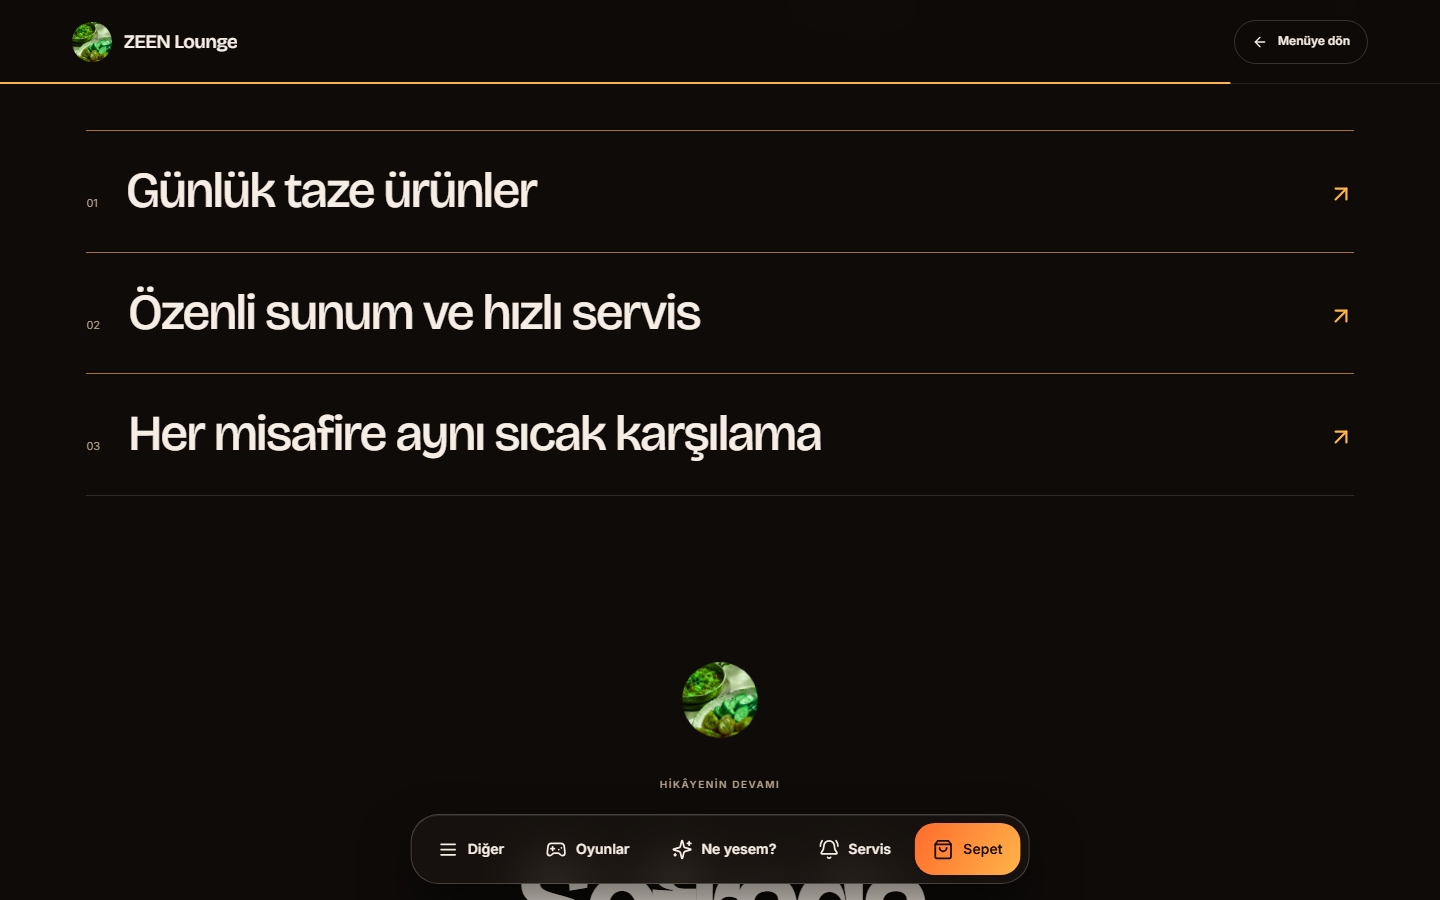 ZEEN Lounge
Menüye dön
01 Günlük taze ürünler
02 Özenli sunum ve hızlı servis
03 Her misafire aynı sıcak karşılama
HİKÂYENİN DEVAMI
Diğer Oyunlar Ne yesem? Servis Sepet